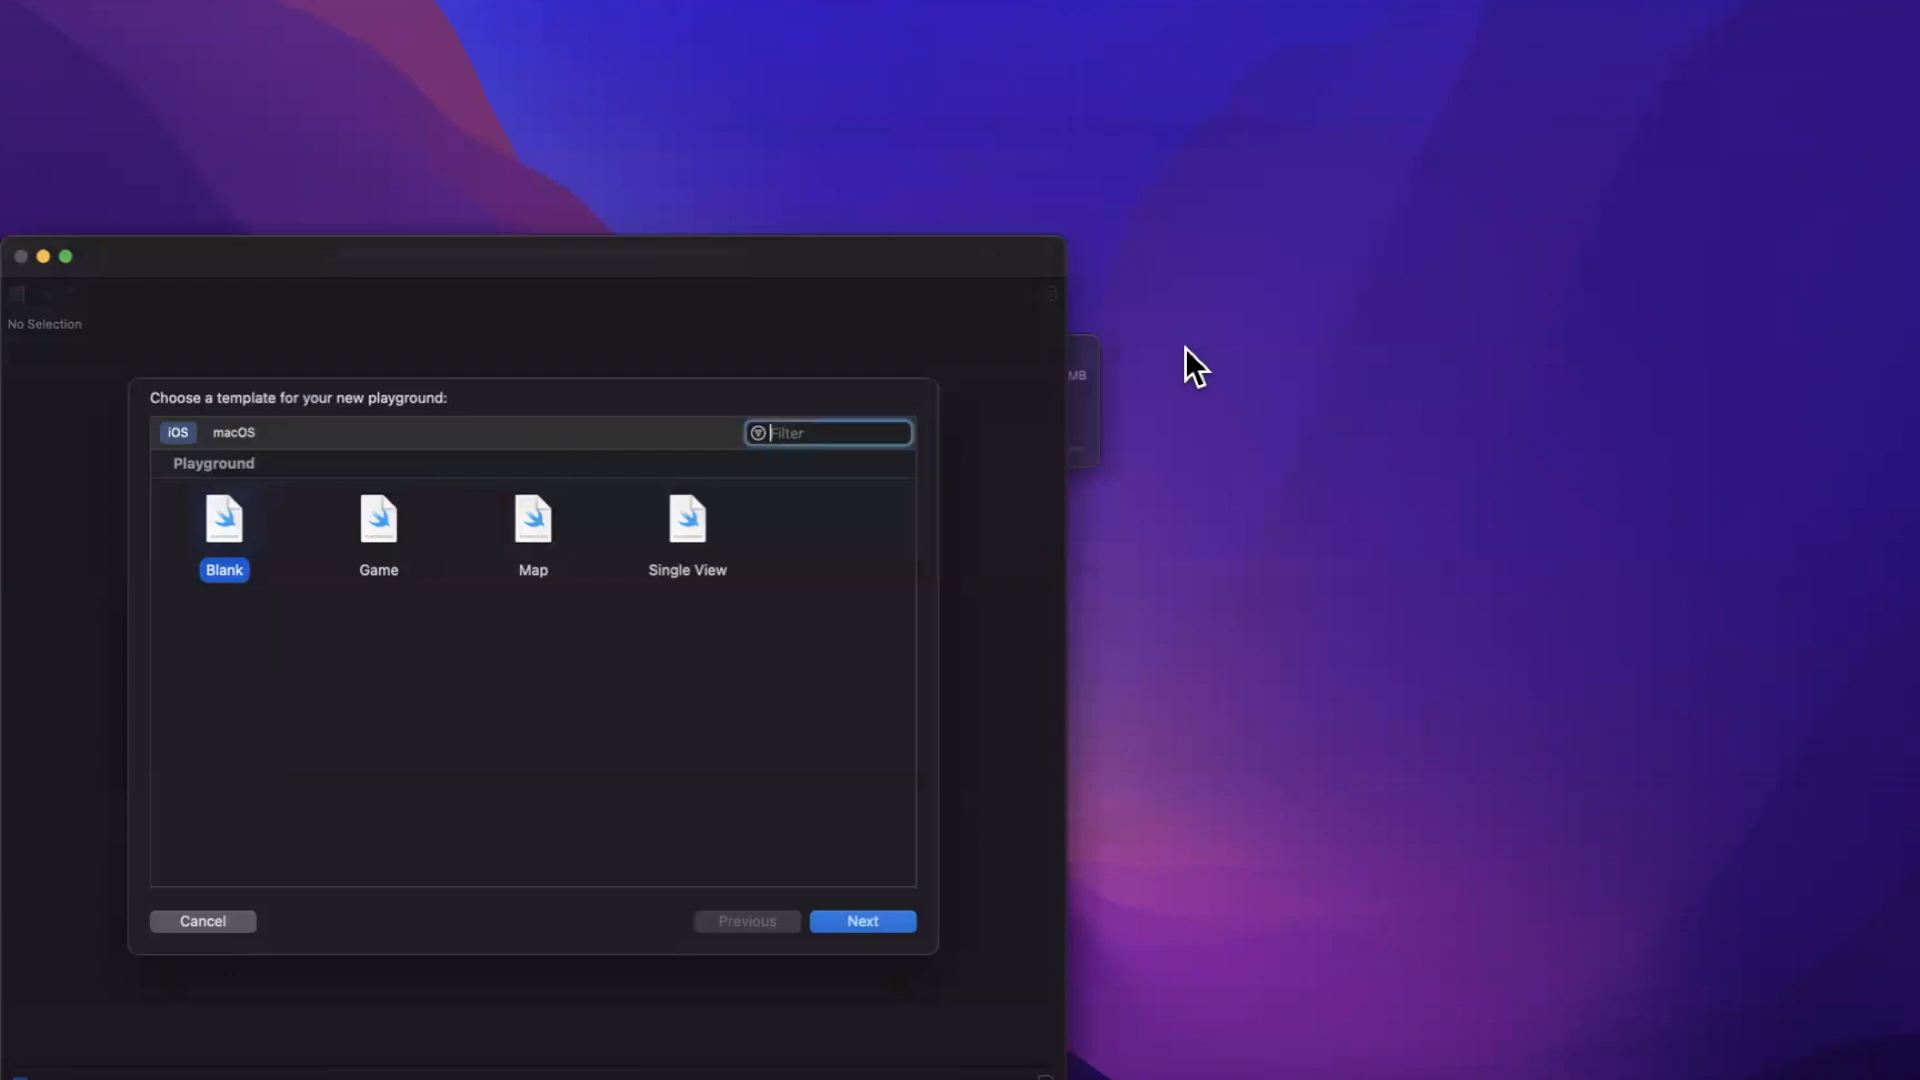 No Selection
MB
Choose a template for your new playground:
iOS macOS Filter
Playground
Blank Game Map Single View
Cancel Previous Next